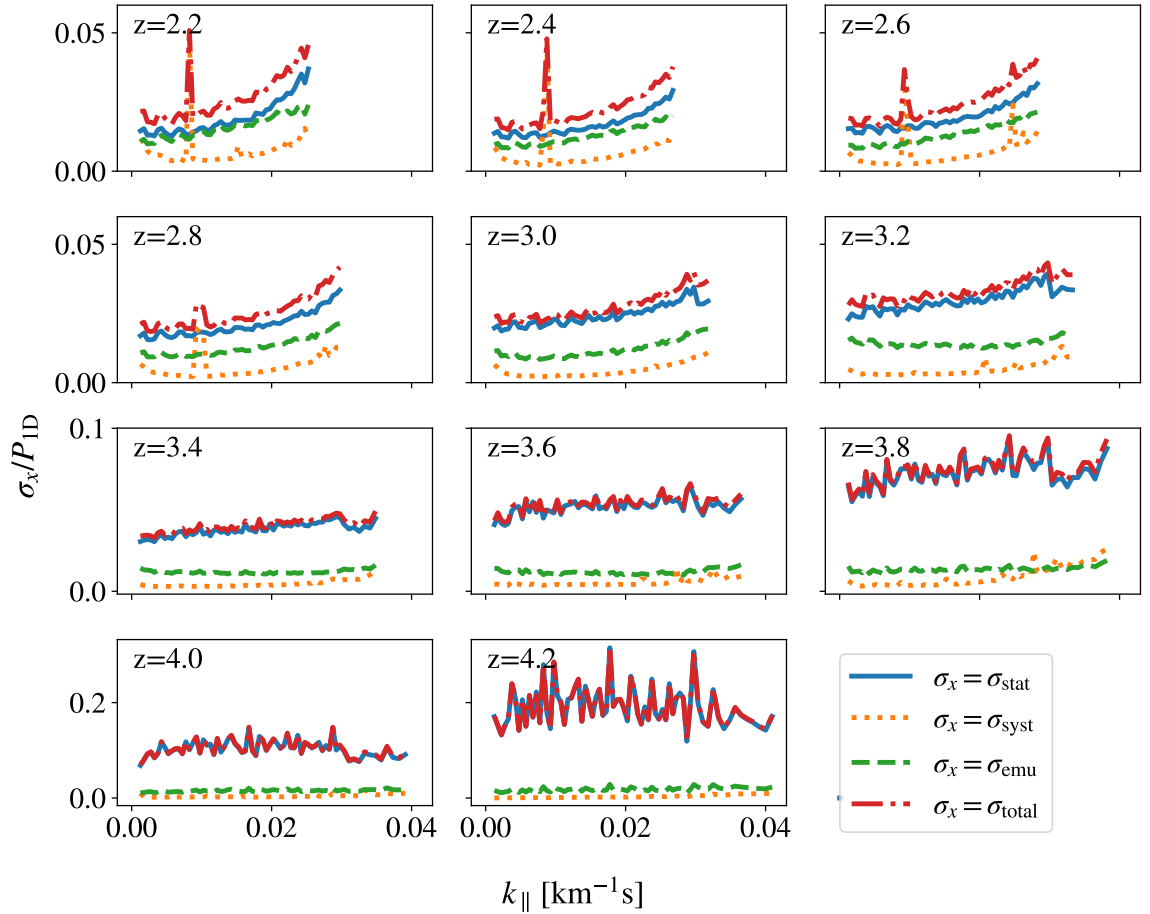 z=2.2
z=2.4
z=2.6
0.05
0.00
z=2.8
z=3.0
z=3.2
0.05
0.00
z=3.4
z=3.6
z=3.8
0.1
0.0
z=4.0
z=4.2
0.2
0.0
0.00 0.02 0.04
0.00 0.02 0.04
σₓ/P₁D
σₓ = σstat
σₓ = σsyst
σₓ = σemu
σₓ = σtotal
k∥ [km⁻¹s]